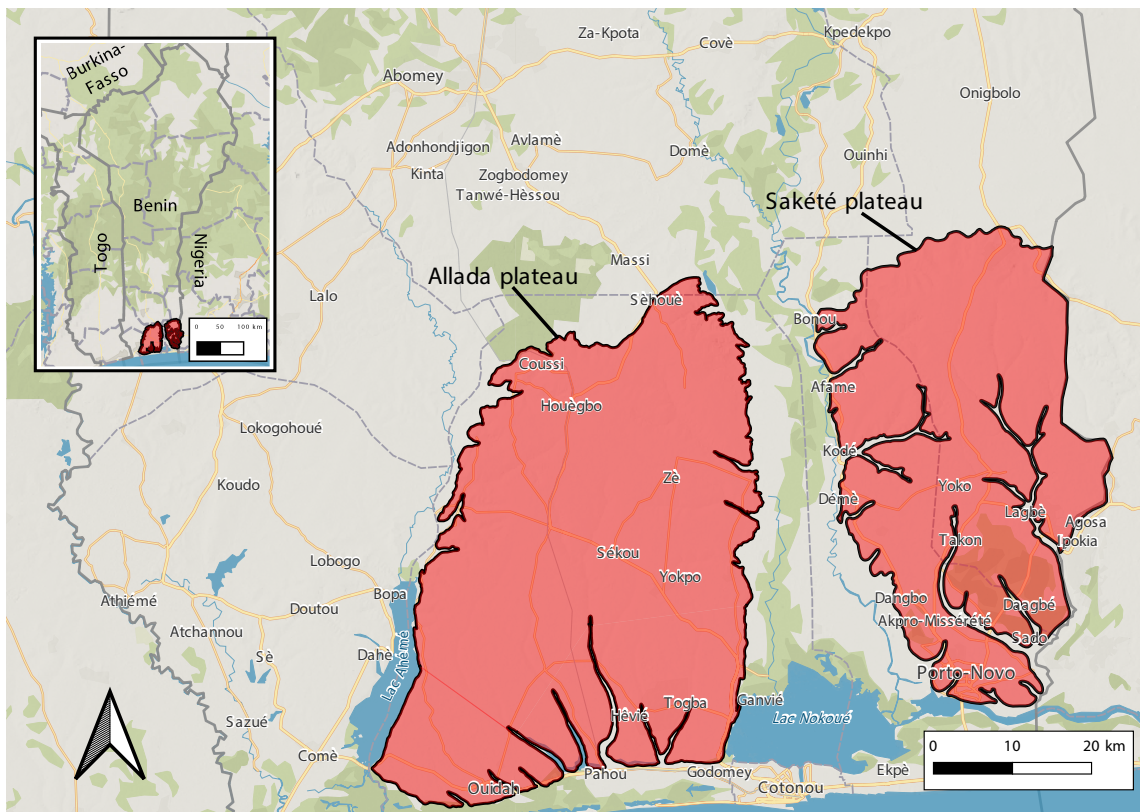 Za-Kpota
Covè
Kpedekpo
Burkina-
Fasso
Abomey
Onigbolo
Adonhondjigon
Avlamè
Domè
Ouinhi
Kinta
Zogbodomey
Tanwé-Hèssou
Benin
Togo
Nigeria
Sakété plateau
Massi
Allada plateau
Lalo
Sèhouè
Bonou
0 50 100 km
Coussi
Afame
Houègbo
Lokogohoué
Kodé
Zè
Koudo
Yoko
Démè
Lagbè
Agosa
Ipokia
Takon
Sékou
Lobogo
Yokpo
Bopa
Athiémé
Doutou
Dangbo
Daagbé
Akpro-Missérété
Atchannou
Sado
Sè
Dahè
Lac Ahémé
Porto-Novo
Togba
Ganvié
Hêvié
Lac Nokoué
Sazué
Comè
0 10 20 km
Pahou
Godomey
Ekpè
Ouidah
Cotonou